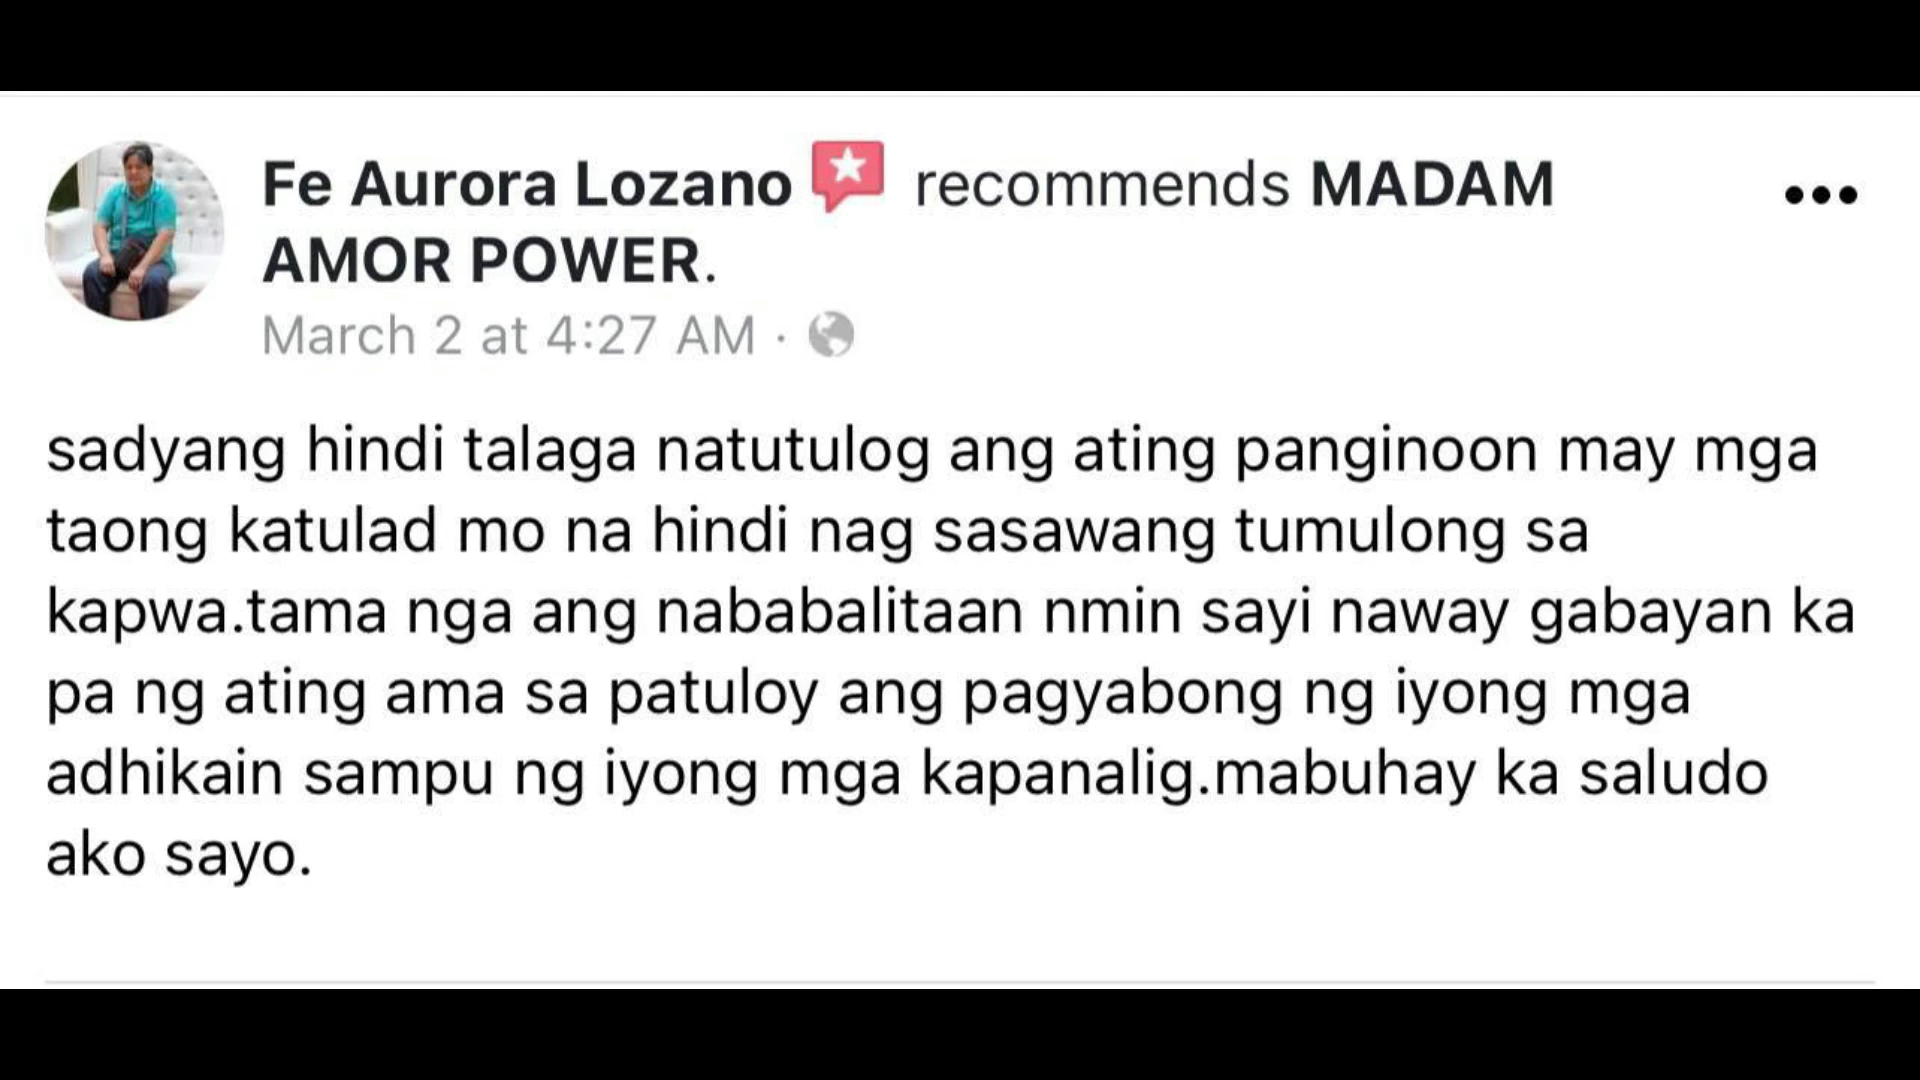 Fe Aurora Lozano recommends MADAM
AMOR POWER.
March 2 at 4:27 AM ·
sadyang hindi talaga natutulog ang ating panginoon may mga
taong katulad mo na hindi nag sasawang tumulong sa
kapwa.tama nga ang nababalitaan nmin sayi naway gabayan ka
pa ng ating ama sa patuloy ang pagyabong ng iyong mga
adhikain sampu ng iyong mga kapanalig.mabuhay ka saludo
ako sayo.